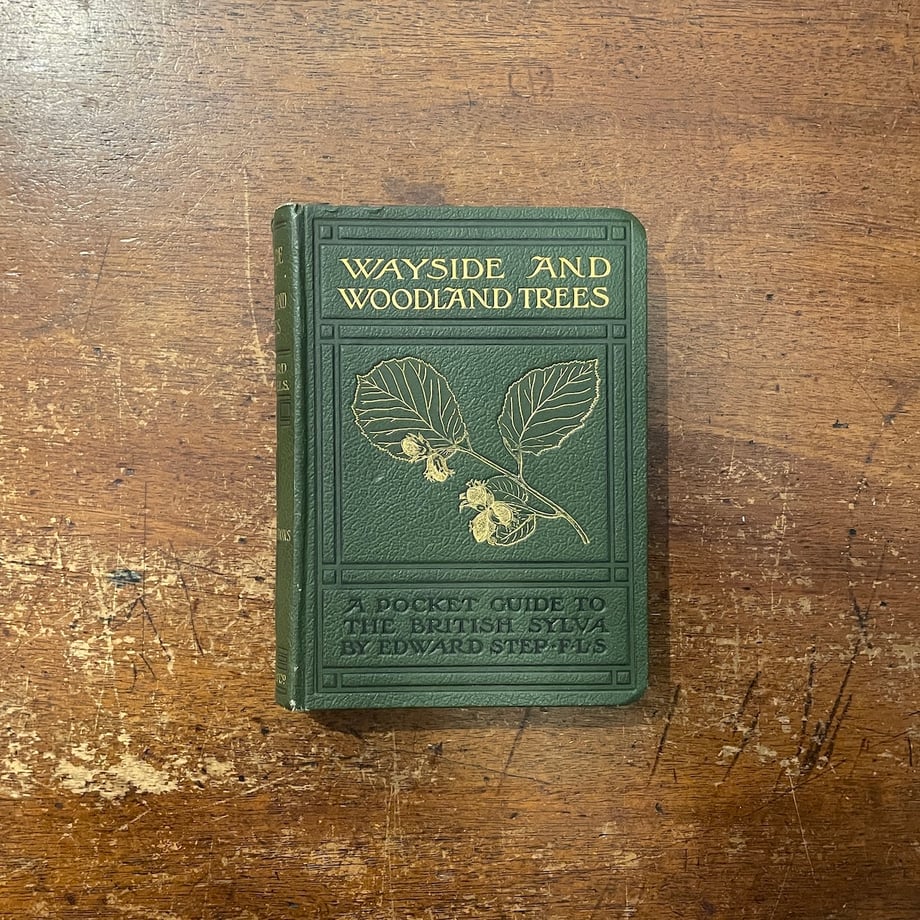 WAYSIDE AND
WOODLAND TREES
A POCKET GUIDE TO
THE BRITISH SYLVA
BY EDWARD STEP·F·L·S